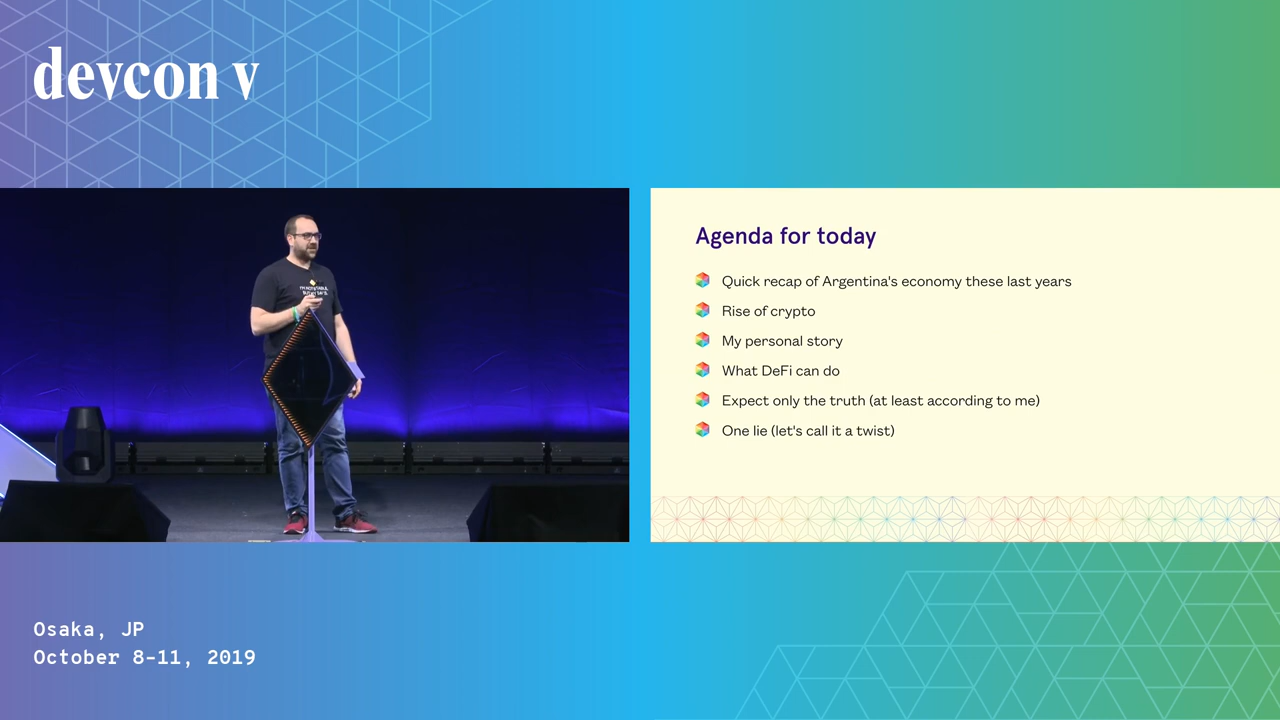 devcon v
Agenda for today
Quick recap of Argentina's economy these last years
Rise of crypto
My personal story
What DeFi can do
Expect only the truth (at least according to me)
One lie (let's call it a twist)
Osaka, JP
October 8-11, 2019